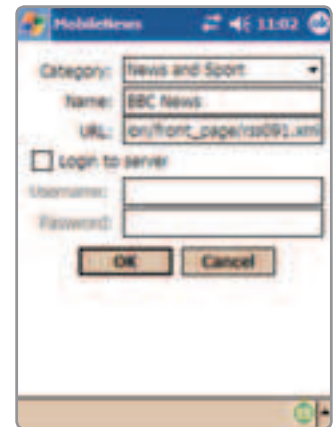 MobileNews 11:02 ok
Category: News and Sport
Name: BBC News
URL: on/front_page/rss091.xml
Login to server
Username:
Password:
OK Cancel